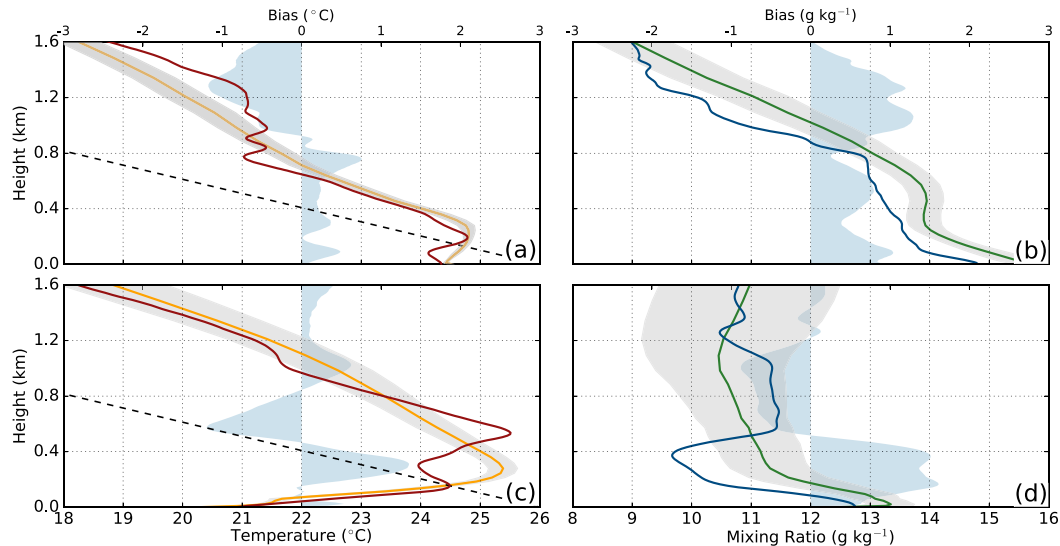 Bias (°C)
Bias (g kg⁻¹)
-3 -2 -1 0 1 2 3
-3 -2 -1 0 1 2 3
1.6
1.2
0.8
0.4
0.0
Height (km)
(a)
(b)
1.6
1.2
0.8
0.4
0.0
Height (km)
(c)
(d)
18 19 20 21 22 23 24 25 26
8 9 10 11 12 13 14 15 16
Temperature (°C)
Mixing Ratio (g kg⁻¹)